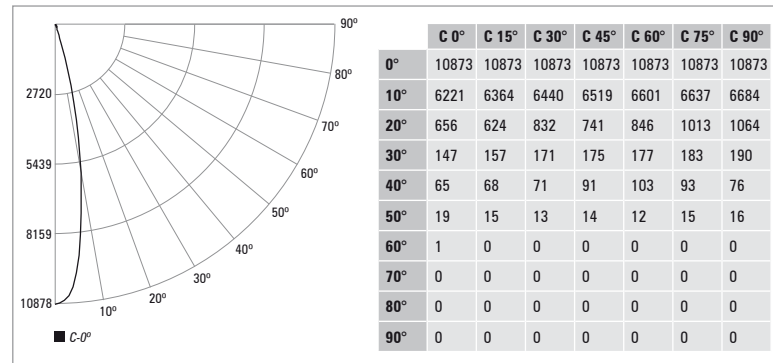 90º
80º
70º
60º
50º
40º
30º
20º
10º
2720
5439
8159
10878
C-0º
C 0° C 15° C 30° C 45° C 60° C 75° C 90°
0° 10873 10873 10873 10873 10873 10873 10873
10° 6221 6364 6440 6519 6601 6637 6684
20° 656 624 832 741 846 1013 1064
30° 147 157 171 175 177 183 190
40° 65 68 71 91 103 93 76
50° 19 15 13 14 12 15 16
60° 1 0 0 0 0 0 0
70° 0 0 0 0 0 0 0
80° 0 0 0 0 0 0 0
90° 0 0 0 0 0 0 0